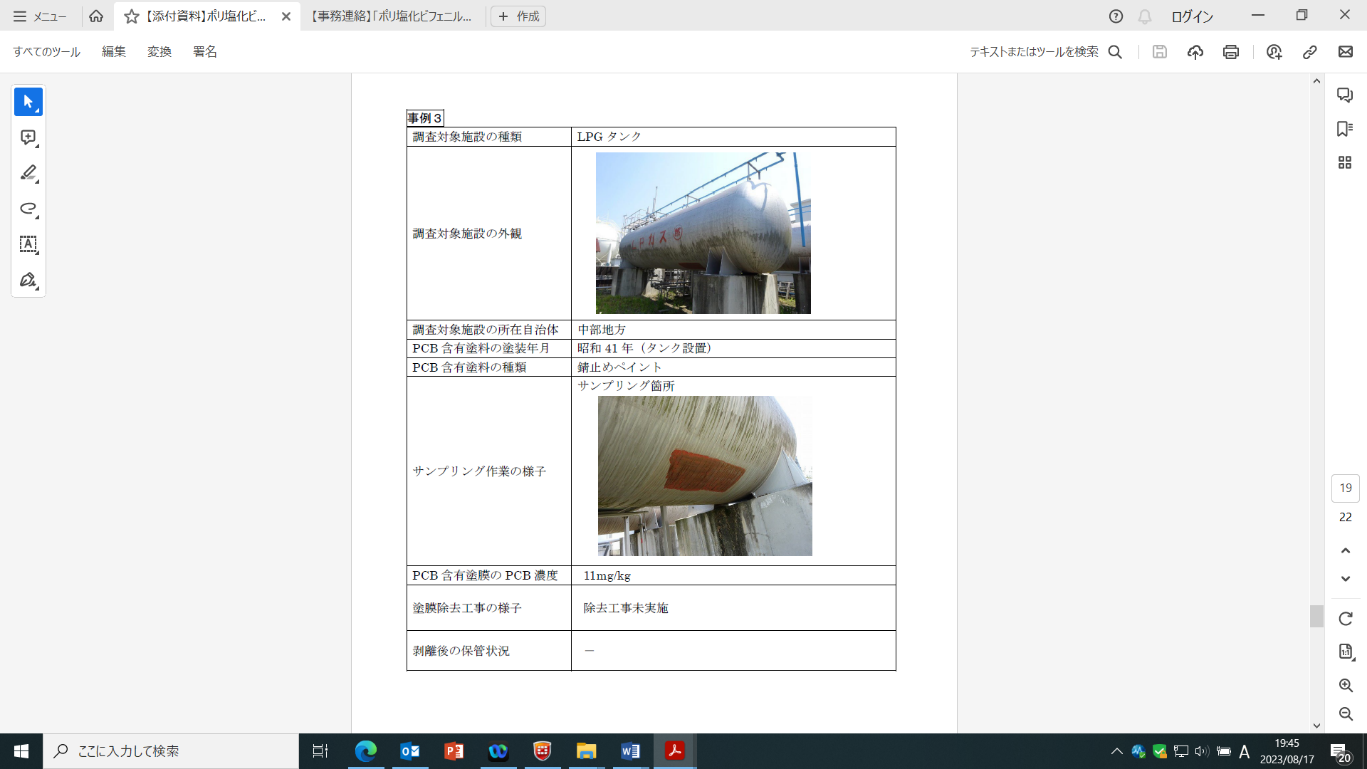 メニュー
【添付資料】ポリ塩化ビ...
【事務連絡】「ポリ塩化ビフェニル...
+ 作成
ログイン
すべてのツール 編集 変換 署名
テキストまたはツールを検索
事例3
調査対象施設の種類 LPG タンク
調査対象施設の外観
調査対象施設の所在自治体 中部地方
PCB 含有塗料の塗装年月 昭和 41 年（タンク設置）
PCB 含有塗料の種類 錆止めペイント
サンプリング箇所
サンプリング作業の様子
PCB 含有塗膜の PCB 濃度 11mg/kg
塗膜除去工事の様子 除去工事未実施
剥離後の保管状況 －
19
22
ここに入力して検索
A
19:45
2023/08/17
20